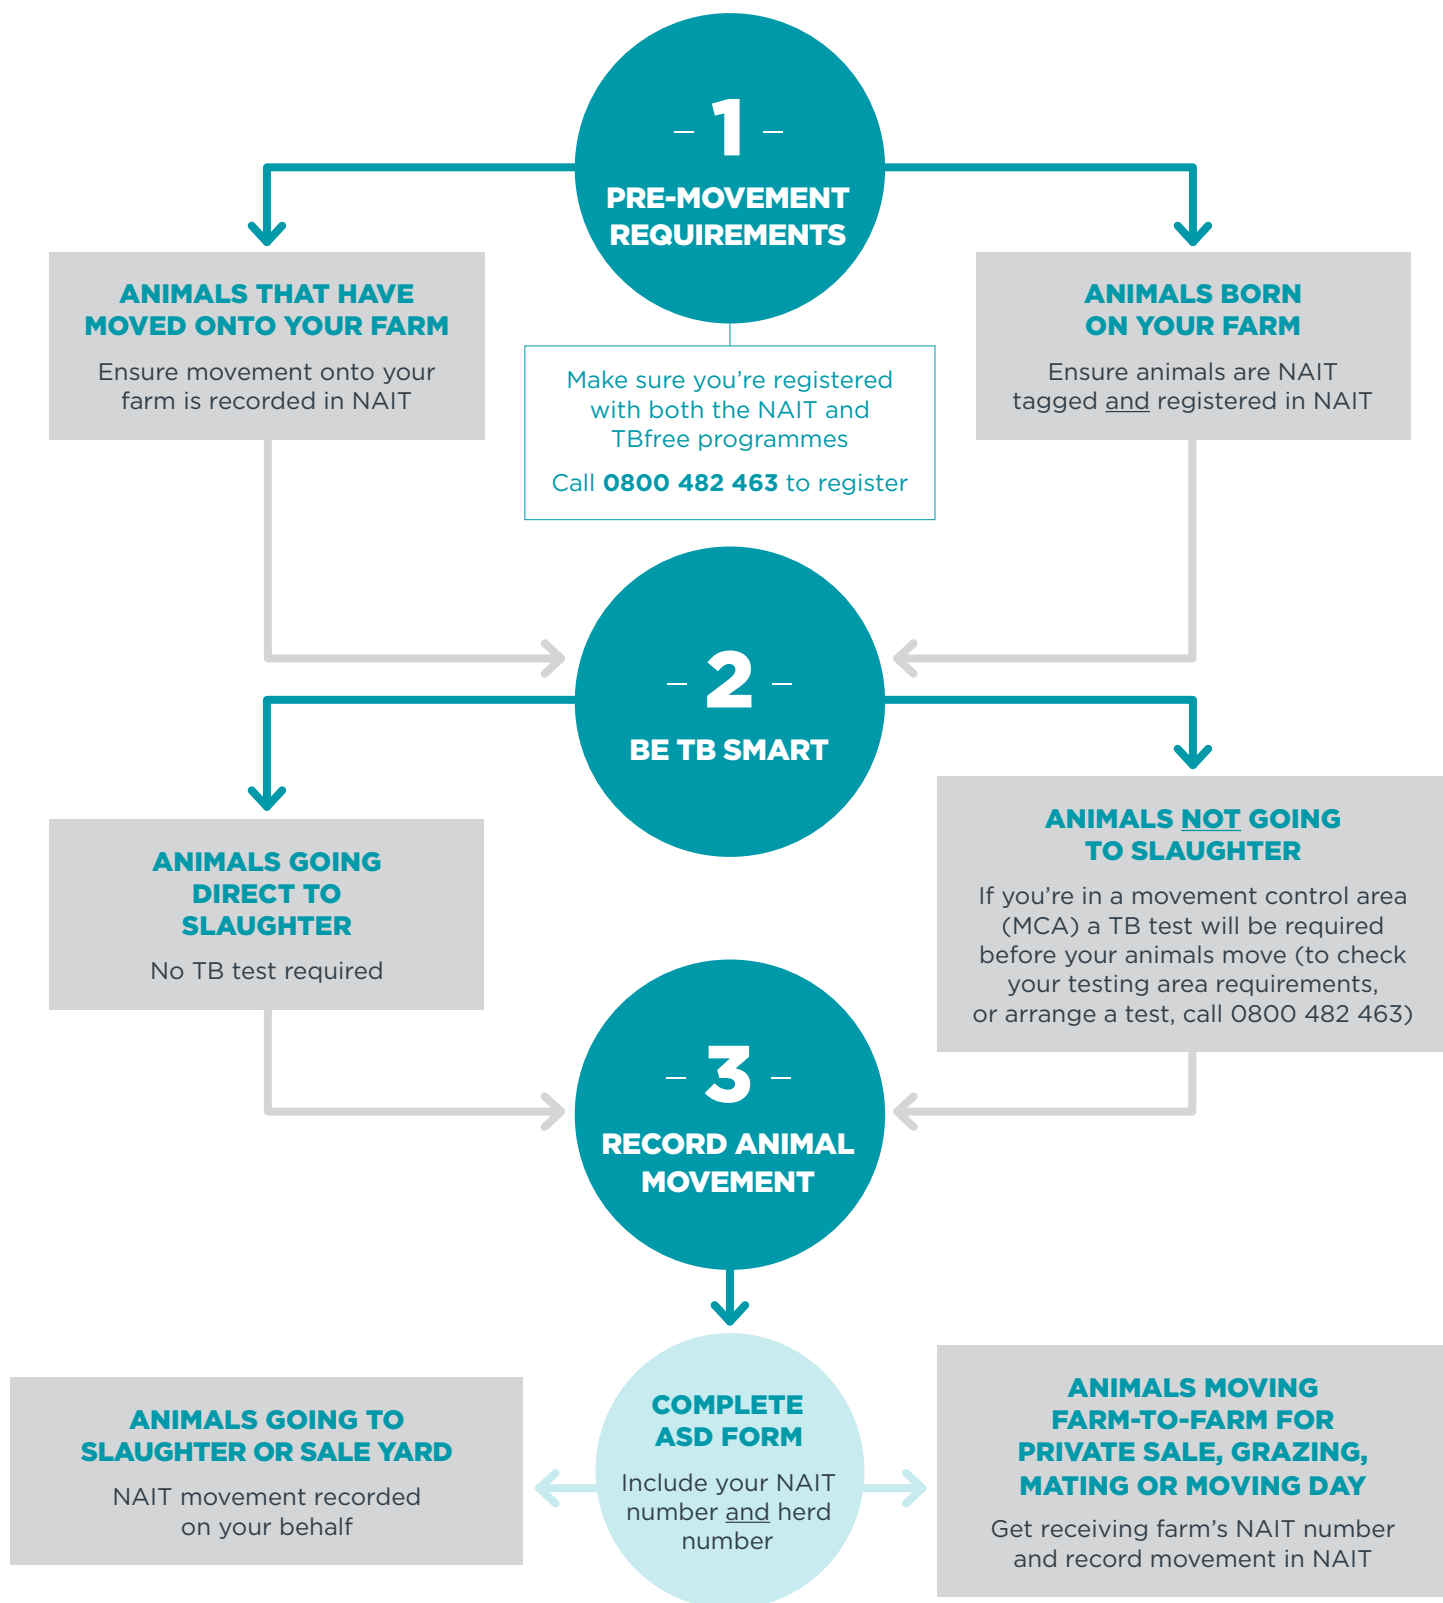 – 1 –
PRE-MOVEMENT
REQUIREMENTS
ANIMALS THAT HAVE
MOVED ONTO YOUR FARM
Ensure movement onto your
farm is recorded in NAIT
Make sure you’re registered
with both the NAIT and
TBfree programmes
Call 0800 482 463 to register
ANIMALS BORN
ON YOUR FARM
Ensure animals are NAIT
tagged and registered in NAIT
– 2 –
BE TB SMART
ANIMALS GOING
DIRECT TO
SLAUGHTER
No TB test required
ANIMALS NOT GOING
TO SLAUGHTER
If you’re in a movement control area
(MCA) a TB test will be required
before your animals move (to check
your testing area requirements,
or arrange a test, call 0800 482 463)
– 3 –
RECORD ANIMAL
MOVEMENT
COMPLETE
ASD FORM
Include your NAIT
number and herd
number
ANIMALS GOING TO
SLAUGHTER OR SALE YARD
NAIT movement recorded
on your behalf
ANIMALS MOVING
FARM-TO-FARM FOR
PRIVATE SALE, GRAZING,
MATING OR MOVING DAY
Get receiving farm’s NAIT number
and record movement in NAIT